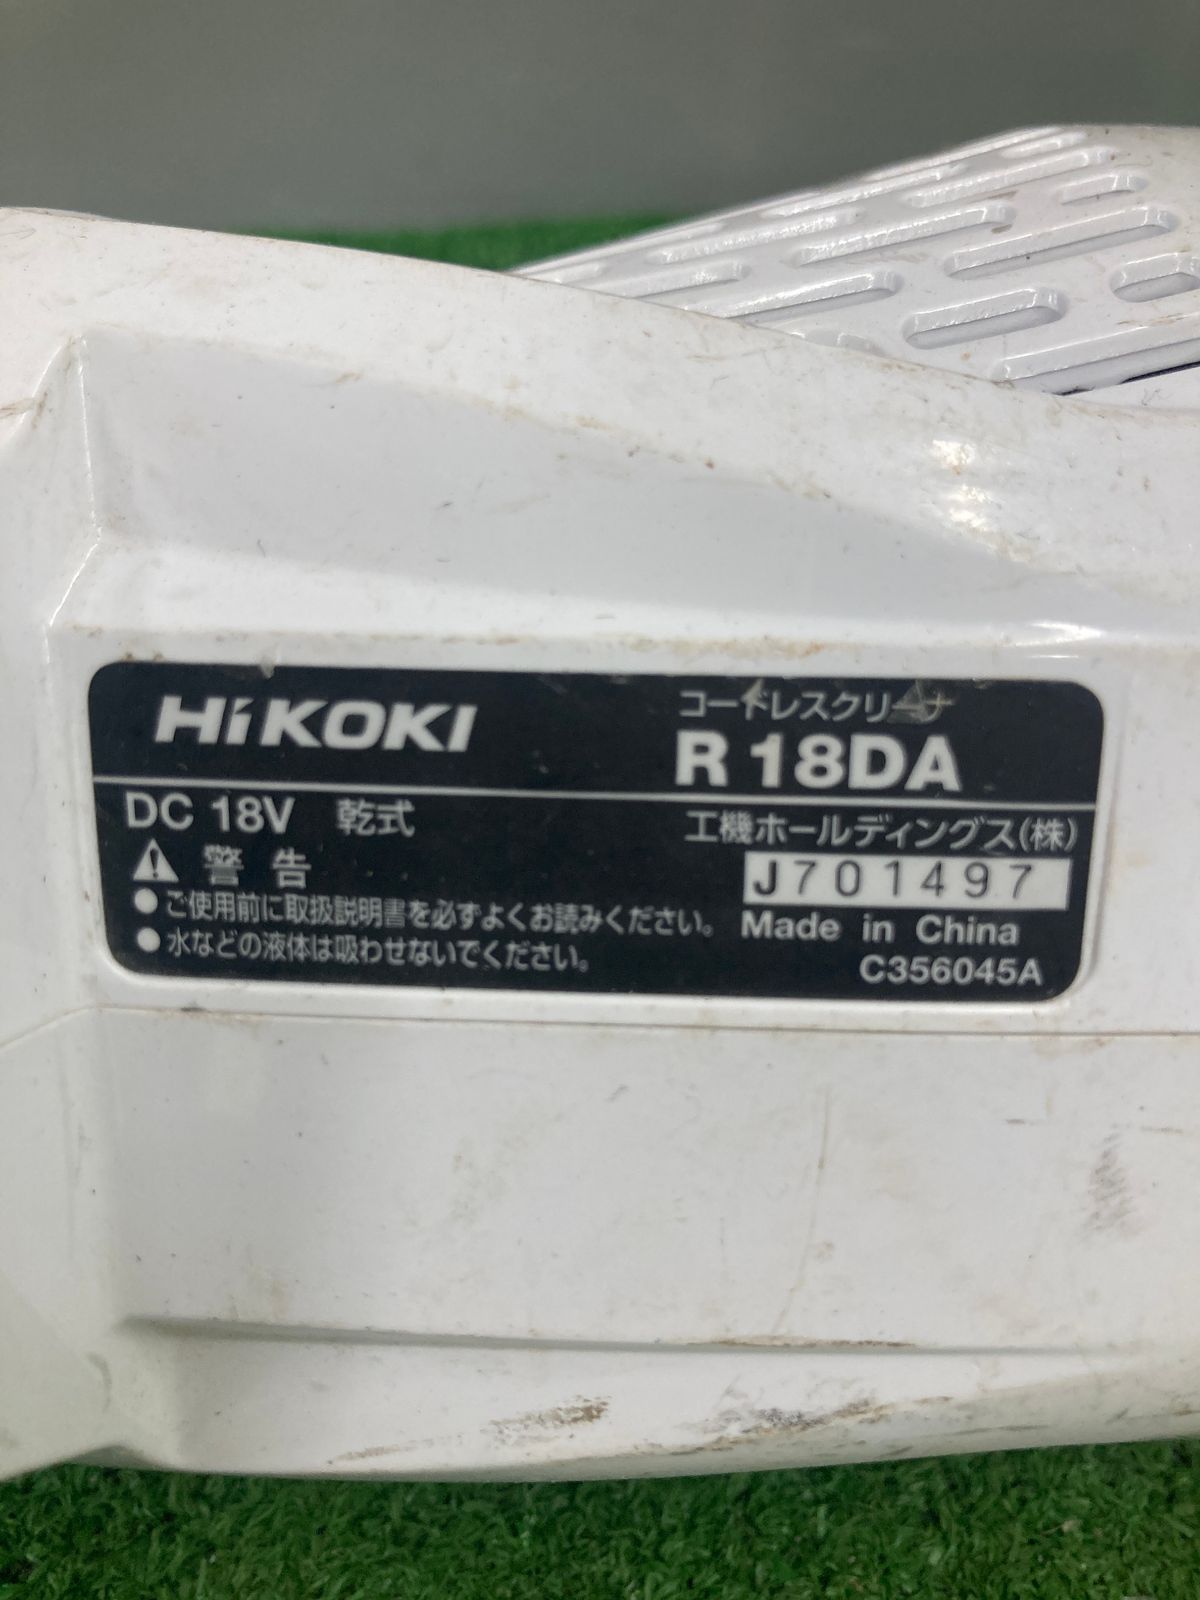 HiKOKI
コードレスクリーナ
R 18DA
DC 18V 乾式
工機ホールディングス(株)
警告
J701497
●ご使用前に取扱説明書を必ずよくお読みください。
Made in China
●水などの液体は吸わせないでください。
C356045A